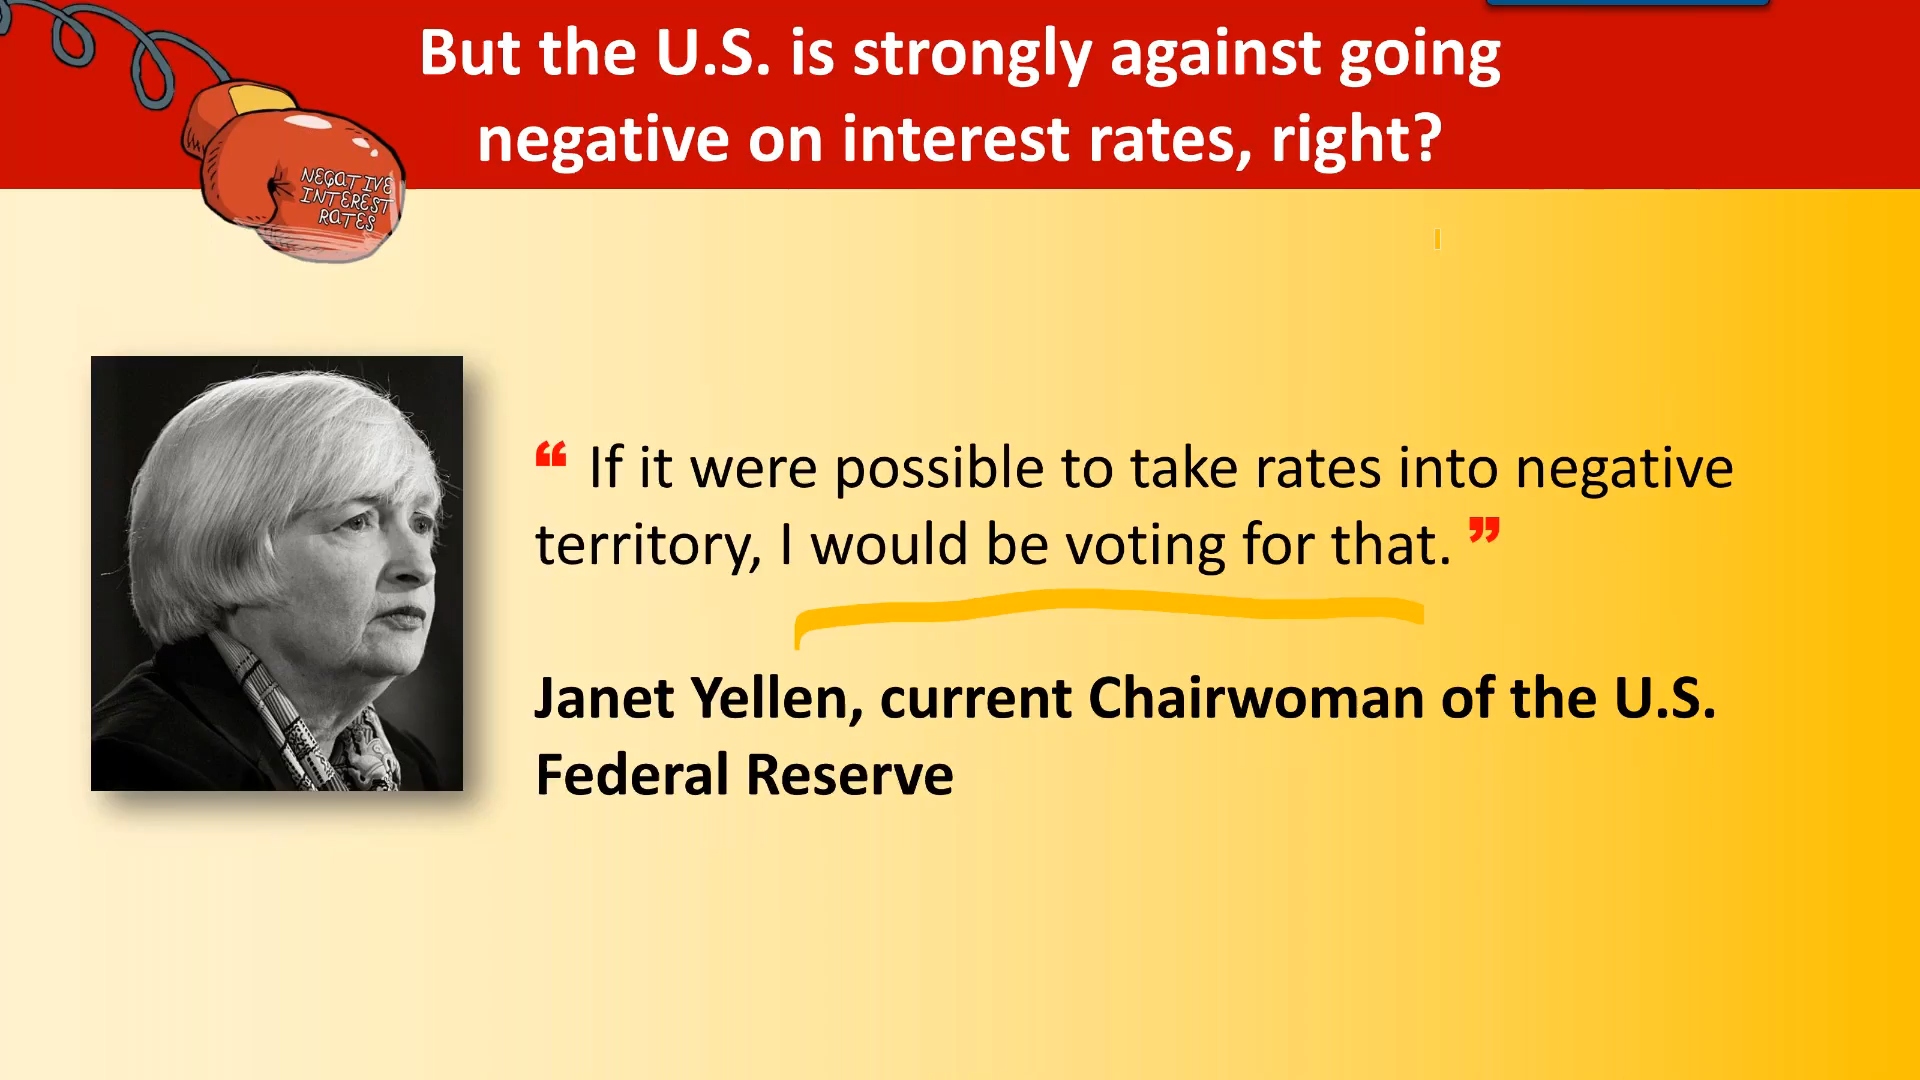 But the U.S. is strongly against going
negative on interest rates, right?
NEGATIVE
INTEREST
RATES
“ If it were possible to take rates into negative
territory, I would be voting for that. ”
Janet Yellen, current Chairwoman of the U.S.
Federal Reserve